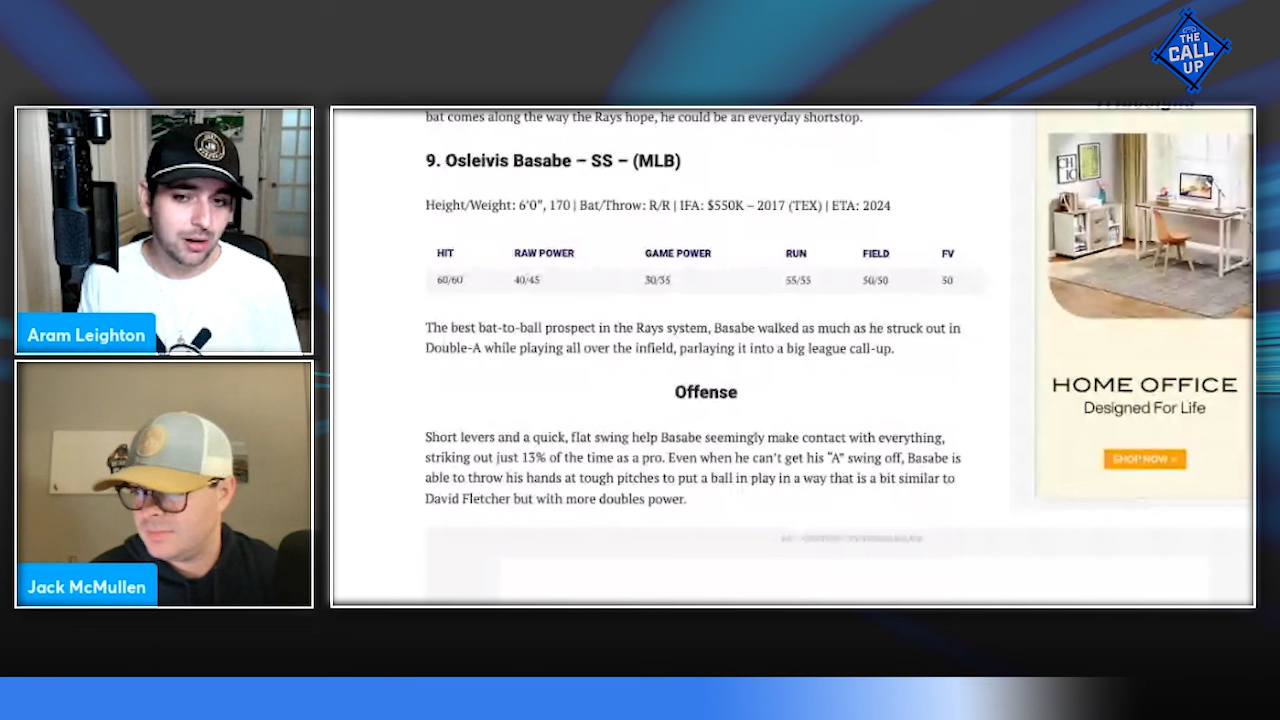 THE
CALL
UP
bat comes along the way the Rays hope, he could be an everyday shortstop.
9. Osleivis Basabe – SS – (MLB)
Height/Weight: 6'0", 170 | Bat/Throw: R/R | IFA: $550K – 2017 (TEX) | ETA: 2024
HIT RAW POWER GAME POWER RUN FIELD FV
60/60 40/45 30/35 55/55 50/50 50
The best bat-to-ball prospect in the Rays system, Basabe walked as much as he struck out in
Double-A while playing all over the infield, parlaying it into a big league call-up.
Offense
Short levers and a quick, flat swing help Basabe seemingly make contact with everything,
striking out just 13% of the time as a pro. Even when he can't get his “A” swing off, Basabe is
able to throw his hands at tough pitches to put a ball in play in a way that is a bit similar to
David Fletcher but with more doubles power.
CHI
HOME OFFICE
Designed For Life
SHOP NOW
Aram Leighton
Jack McMullen